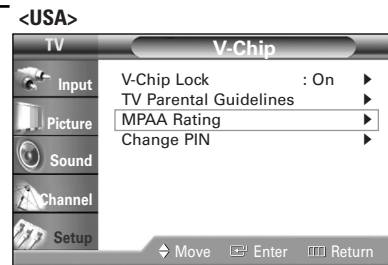 <USA>
TV
V-Chip
Input
Picture
Sound
Channel
Setup
V-Chip Lock : On
TV Parental Guidelines
MPAA Rating
Change PIN
Move Enter Return